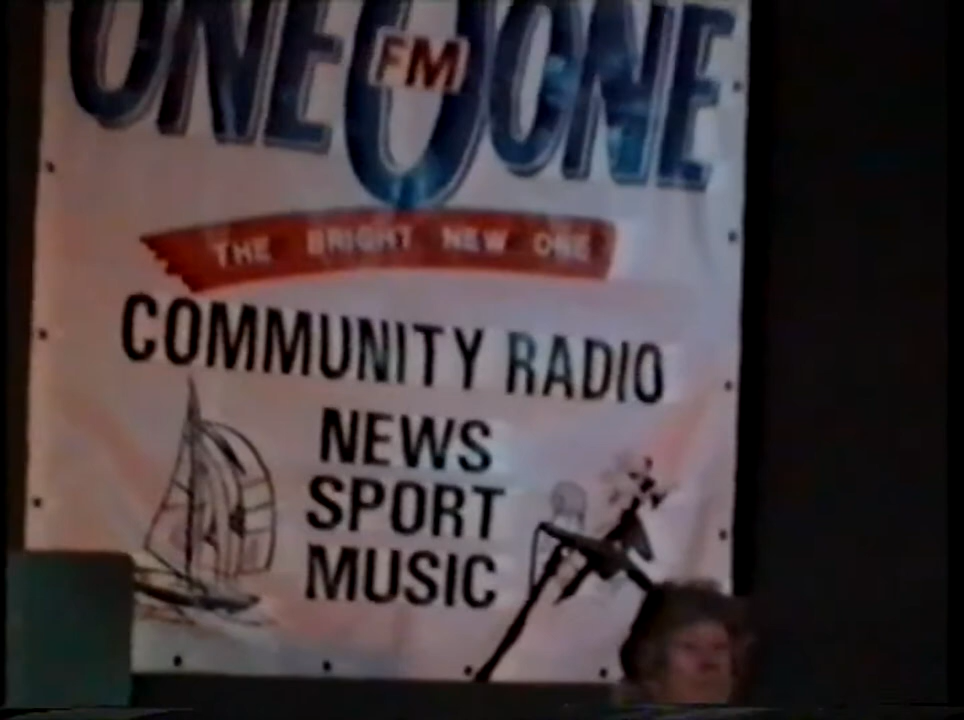 ONE O ONE
FM
THE BRIGHT NEW ONE
COMMUNITY RADIO
NEWS
SPORT
MUSIC